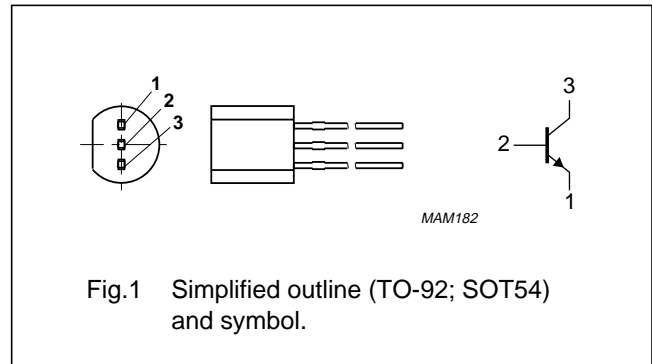 1
2
3
3
2
1
MAM182
Fig.1 Simplified outline (TO-92; SOT54)
and symbol.